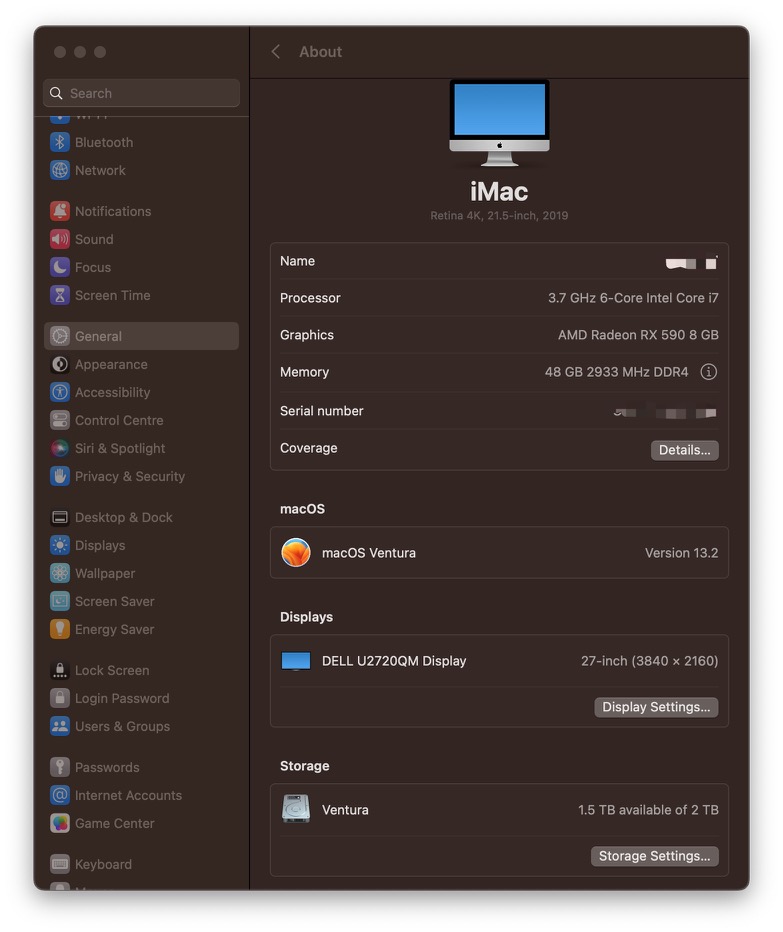 About
Search
Bluetooth
Network
Notifications
Sound
Focus
Screen Time
General
Appearance
Accessibility
Control Centre
Siri & Spotlight
Privacy & Security
Desktop & Dock
Displays
Wallpaper
Screen Saver
Energy Saver
Lock Screen
Login Password
Users & Groups
Passwords
Internet Accounts
Game Center
Keyboard
iMac
Retina 4K, 21.5-inch, 2019
Name
Processor 3.7 GHz 6-Core Intel Core i7
Graphics AMD Radeon RX 590 8 GB
Memory 48 GB 2933 MHz DDR4
Serial number
Coverage Details...
macOS
macOS Ventura Version 13.2
Displays
DELL U2720QM Display 27-inch (3840 × 2160)
Display Settings...
Storage
Ventura 1.5 TB available of 2 TB
Storage Settings...